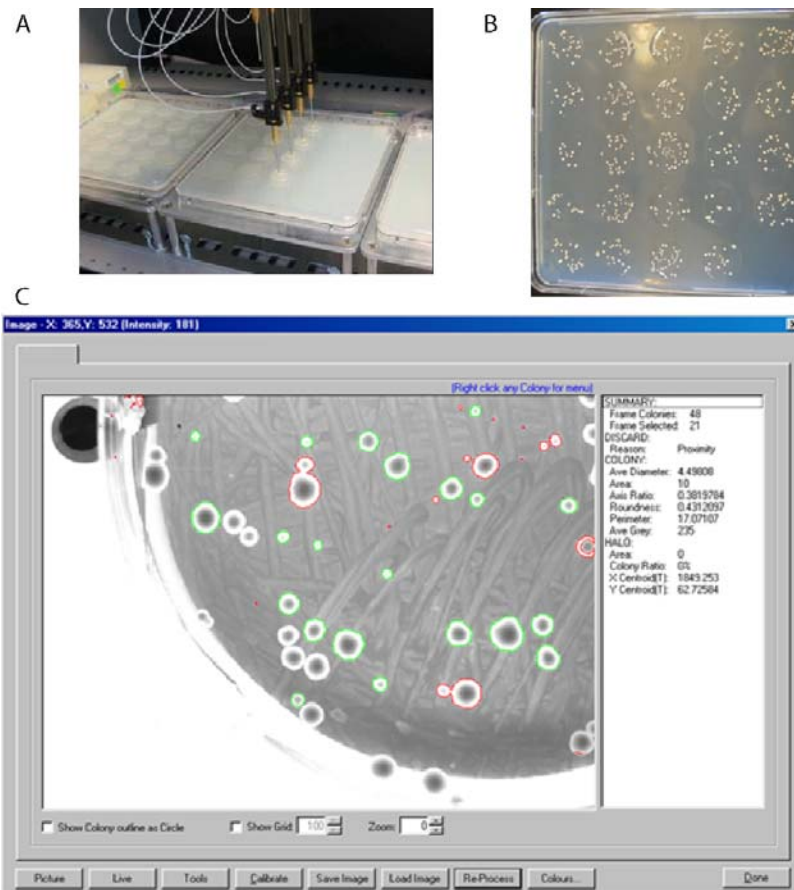 A
B
C
Image - X: 365,Y: 532 (Intensity: 181)
(Right click any Colony for menu)
SUMMARY:
Frame Colonies: 48
Frame Selected: 21
DISCARD:
Reason: Proximity
COLONY:
Ave Diameter: 4.49808
Area: 10
Axis Ratio: 0.3819784
Roundness: 0.4312097
Perimeter: 17.07107
Ave Grey: 235
HALO:
Area: 0
Colony Ratio: 0%
X Centroid(T): 1849.253
Y Centroid(T): 62.72584
Show Colony outline as Circle
Show Grid: 100
Zoom: 0
Picture
Live
Tools
Calibrate
Save Image
Load Image
Re-Process
Colours...
Done